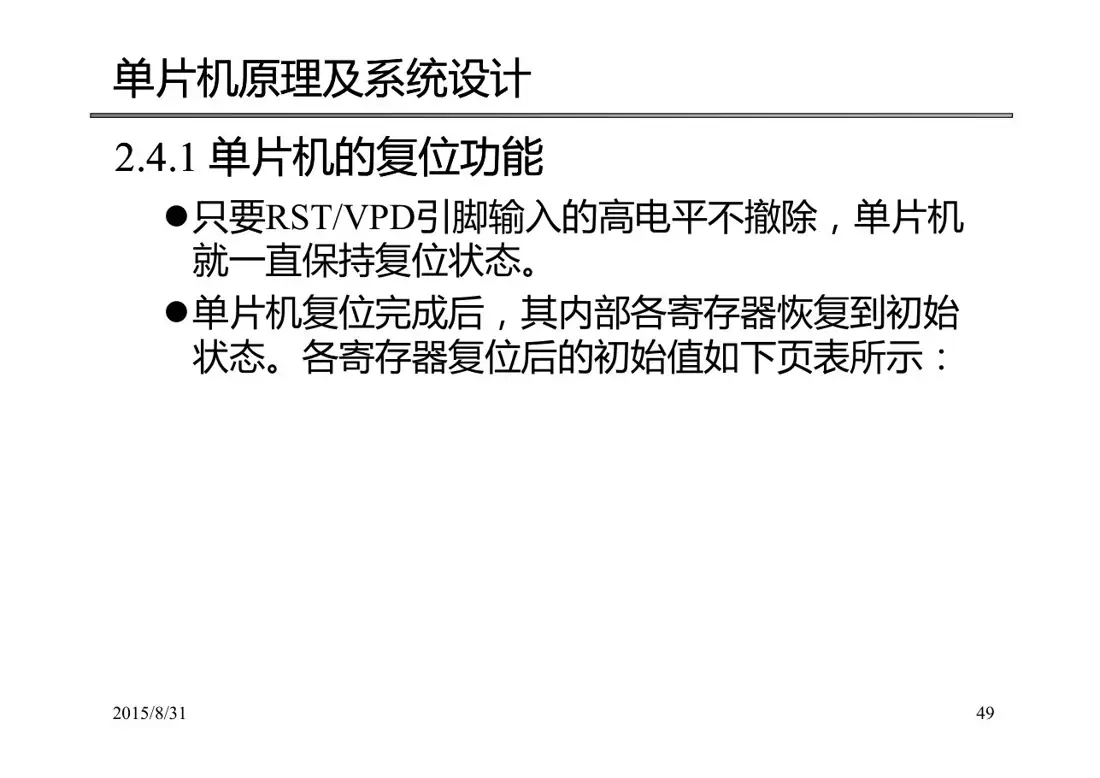 单片机原理及系统设计
2.4.1 单片机的复位功能
●只要RST/VPD引脚输入的高电平不撤除，单片机
就一直保持复位状态。
●单片机复位完成后，其内部各寄存器恢复到初始
状态。各寄存器复位后的初始值如下页表所示：
2015/8/31
49